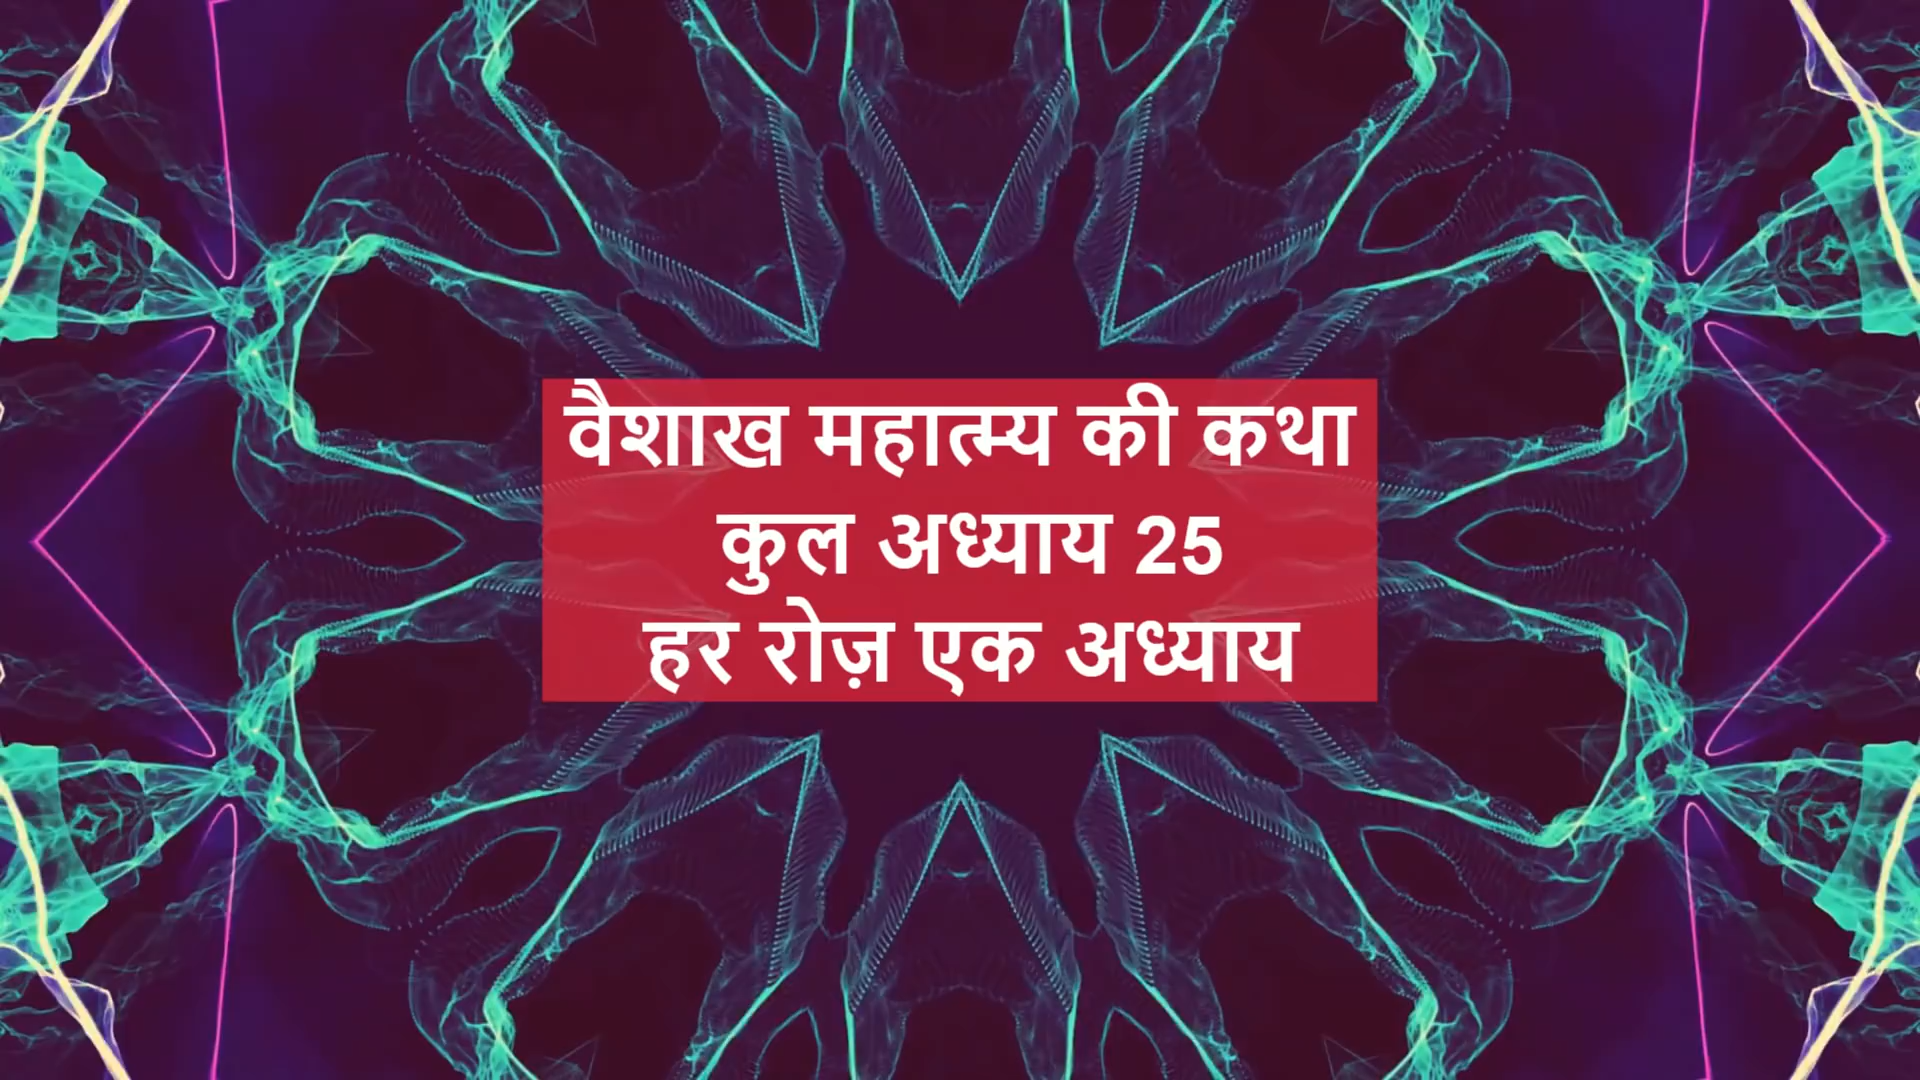 वैशाख महात्म्य की कथा
कुल अध्याय 25
हर रोज़ एक अध्याय